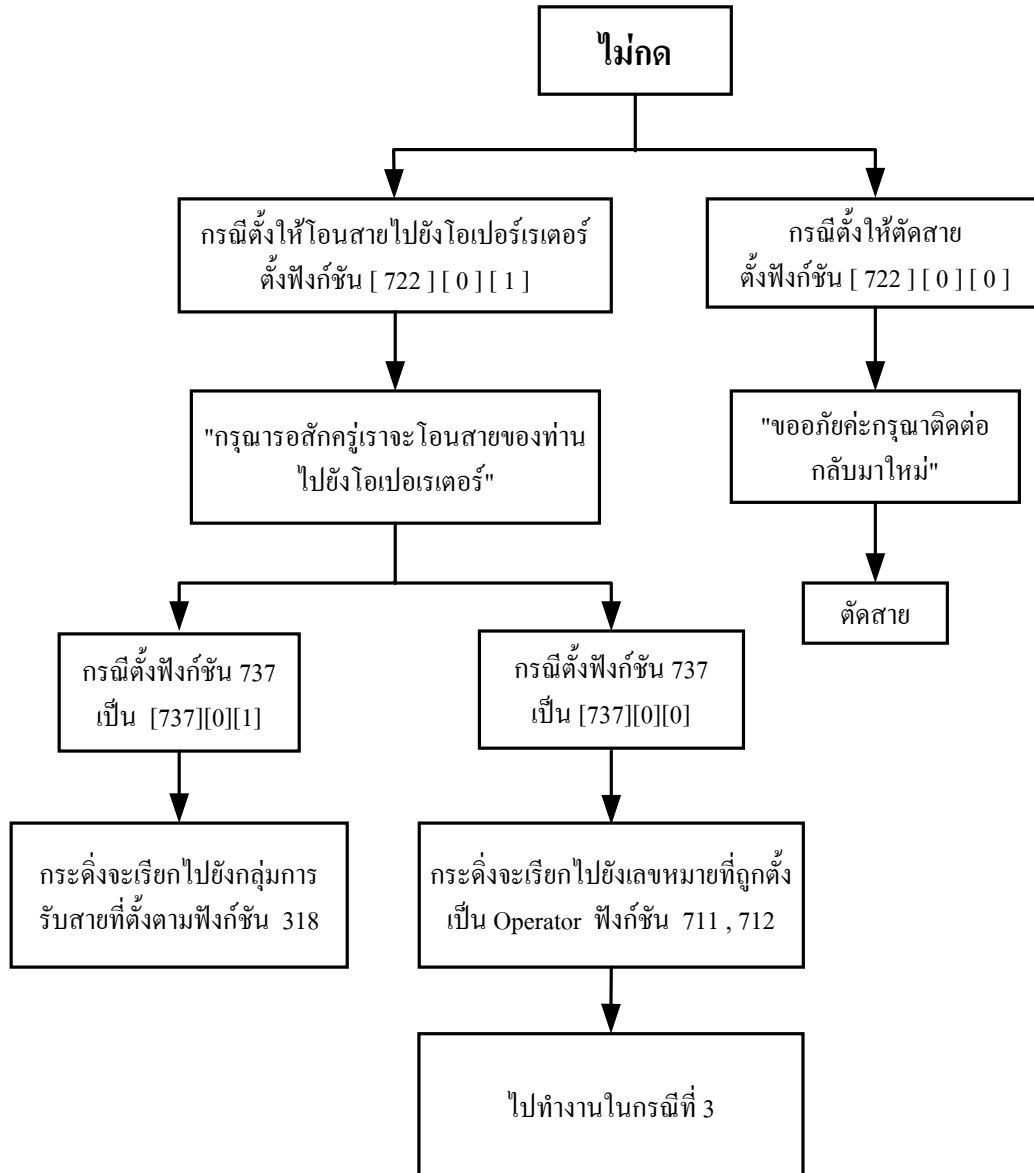 ไม่กด
กรณีตั้งให้โอนสายไปยังโอเปอร์เรเตอร์
ตั้งฟังก์ชัน [ 722 ] [ 0 ] [ 1 ]
กรณีตั้งให้ตัดสาย
ตั้งฟังก์ชัน [ 722 ] [ 0 ] [ 0 ]
"กรุณารอสักครู่เราจะโอนสายของท่าน
ไปยังโอเปอเรเตอร์"
"ขออภัยค่ะกรุณาติดต่อ
กลับมาใหม่"
ตัดสาย
กรณีตั้งฟังก์ชัน 737
เป็น [737][0][1]
กรณีตั้งฟังก์ชัน 737
เป็น [737][0][0]
กระดิ่งจะเรียกไปยังกลุ่มการ
รับสายที่ตั้งตามฟังก์ชัน 318
กระดิ่งจะเรียกไปยังเลขหมายที่ถูกตั้ง
เป็น Operator ฟังก์ชัน 711 , 712
ไปทำงานในกรณีที่ 3